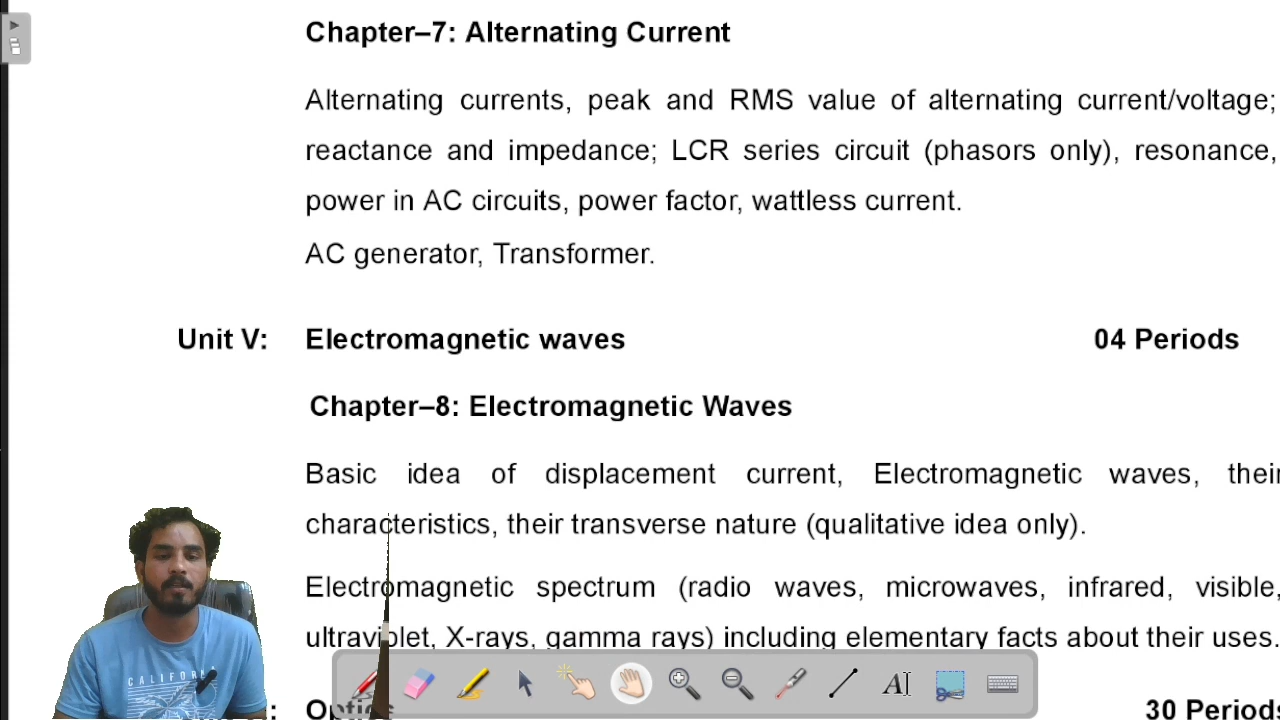 Chapter–7: Alternating Current
Alternating currents, peak and RMS value of alternating current/voltage;
reactance and impedance; LCR series circuit (phasors only), resonance,
power in AC circuits, power factor, wattless current.
AC generator, Transformer.
Unit V: Electromagnetic waves 04 Periods
Chapter–8: Electromagnetic Waves
Basic idea of displacement current, Electromagnetic waves, their
characteristics, their transverse nature (qualitative idea only).
Electromagnetic spectrum (radio waves, microwaves, infrared, visible,
ultraviolet, X-rays, gamma rays) including elementary facts about their uses.
: Optics 30 Periods
CALIFOR